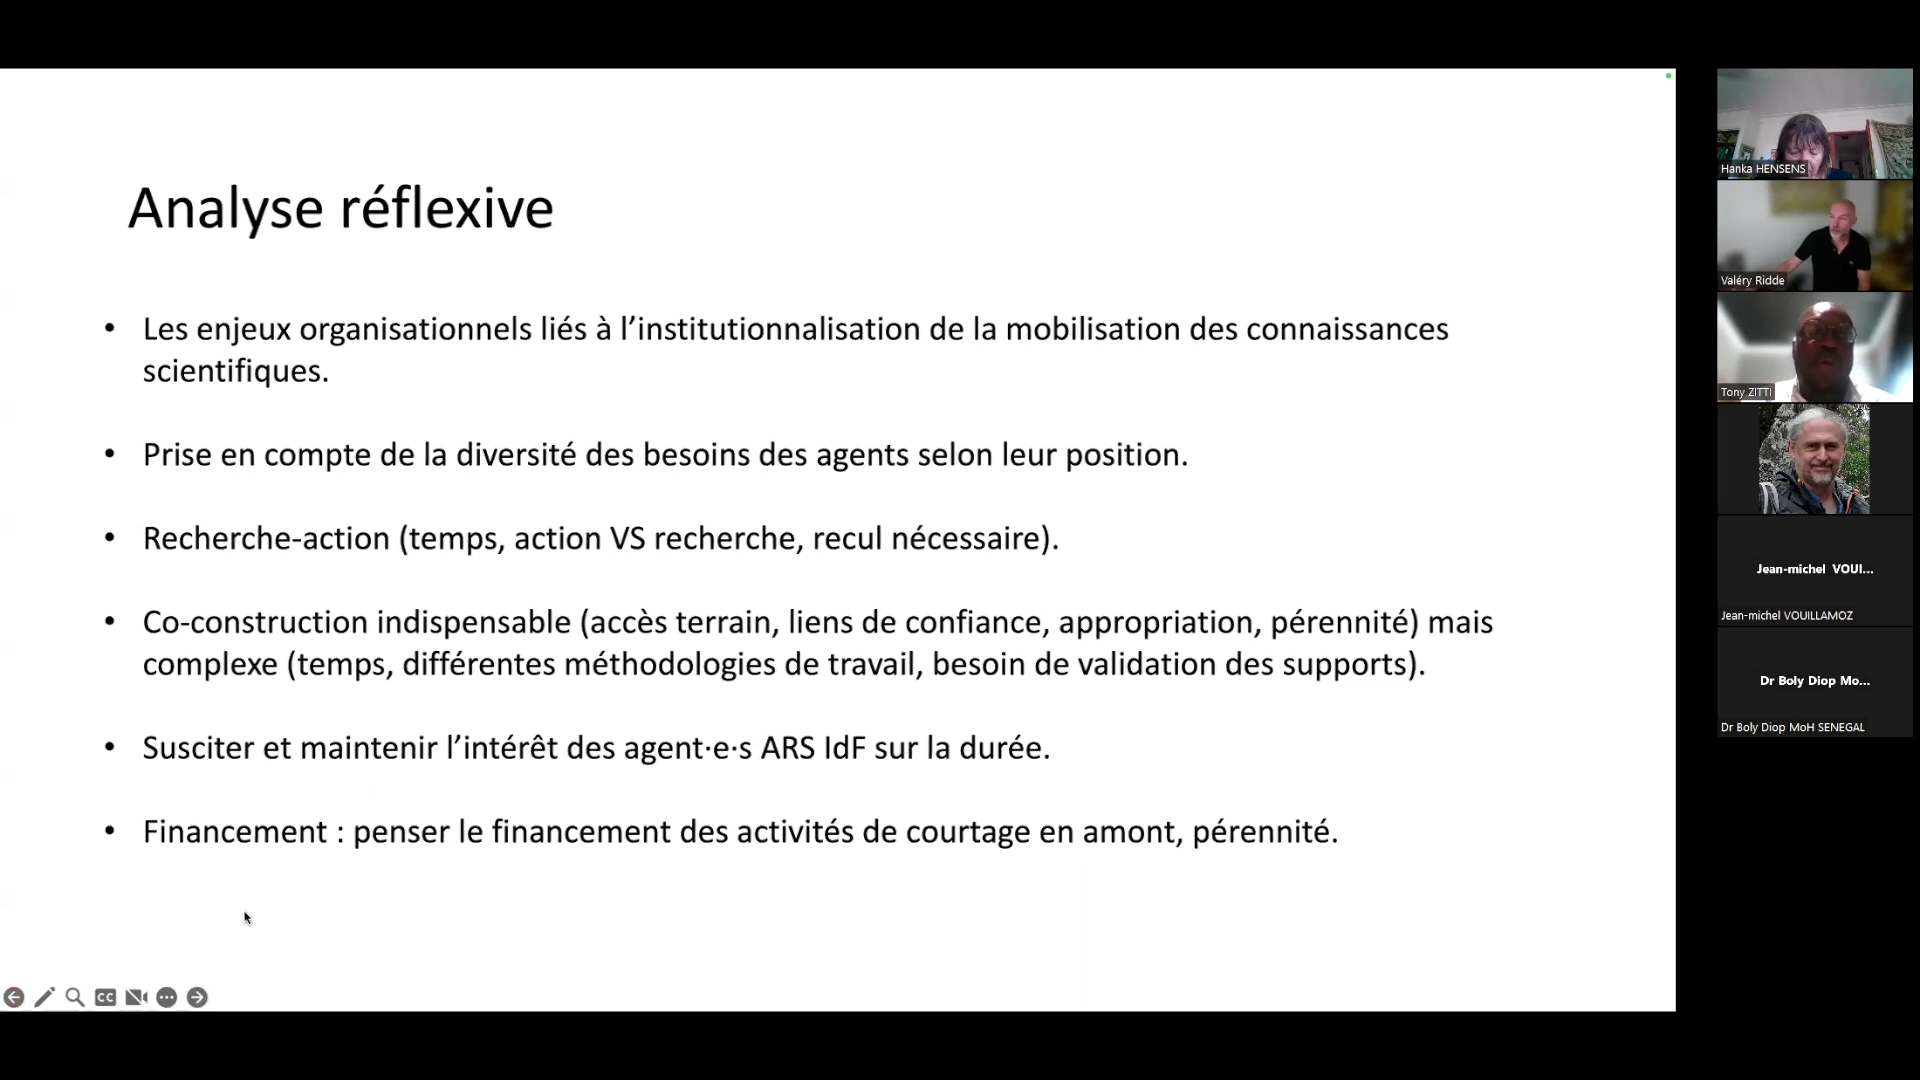 Analyse réflexive
• Les enjeux organisationnels liés à l’institutionnalisation de la mobilisation des connaissances
scientifiques.
• Prise en compte de la diversité des besoins des agents selon leur position.
• Recherche-action (temps, action VS recherche, recul nécessaire).
• Co-construction indispensable (accès terrain, liens de confiance, appropriation, pérennité) mais
complexe (temps, différentes méthodologies de travail, besoin de validation des supports).
• Susciter et maintenir l’intérêt des agent·e·s ARS IdF sur la durée.
• Financement : penser le financement des activités de courtage en amont, pérennité.
CC
Hanka HENSENS
Valéry Ridde
Tony ZITTI
Jean-michel VOUI...
Jean-michel VOUILLAMOZ
Dr Boly Diop Mo...
Dr Boly Diop MoH SENEGAL